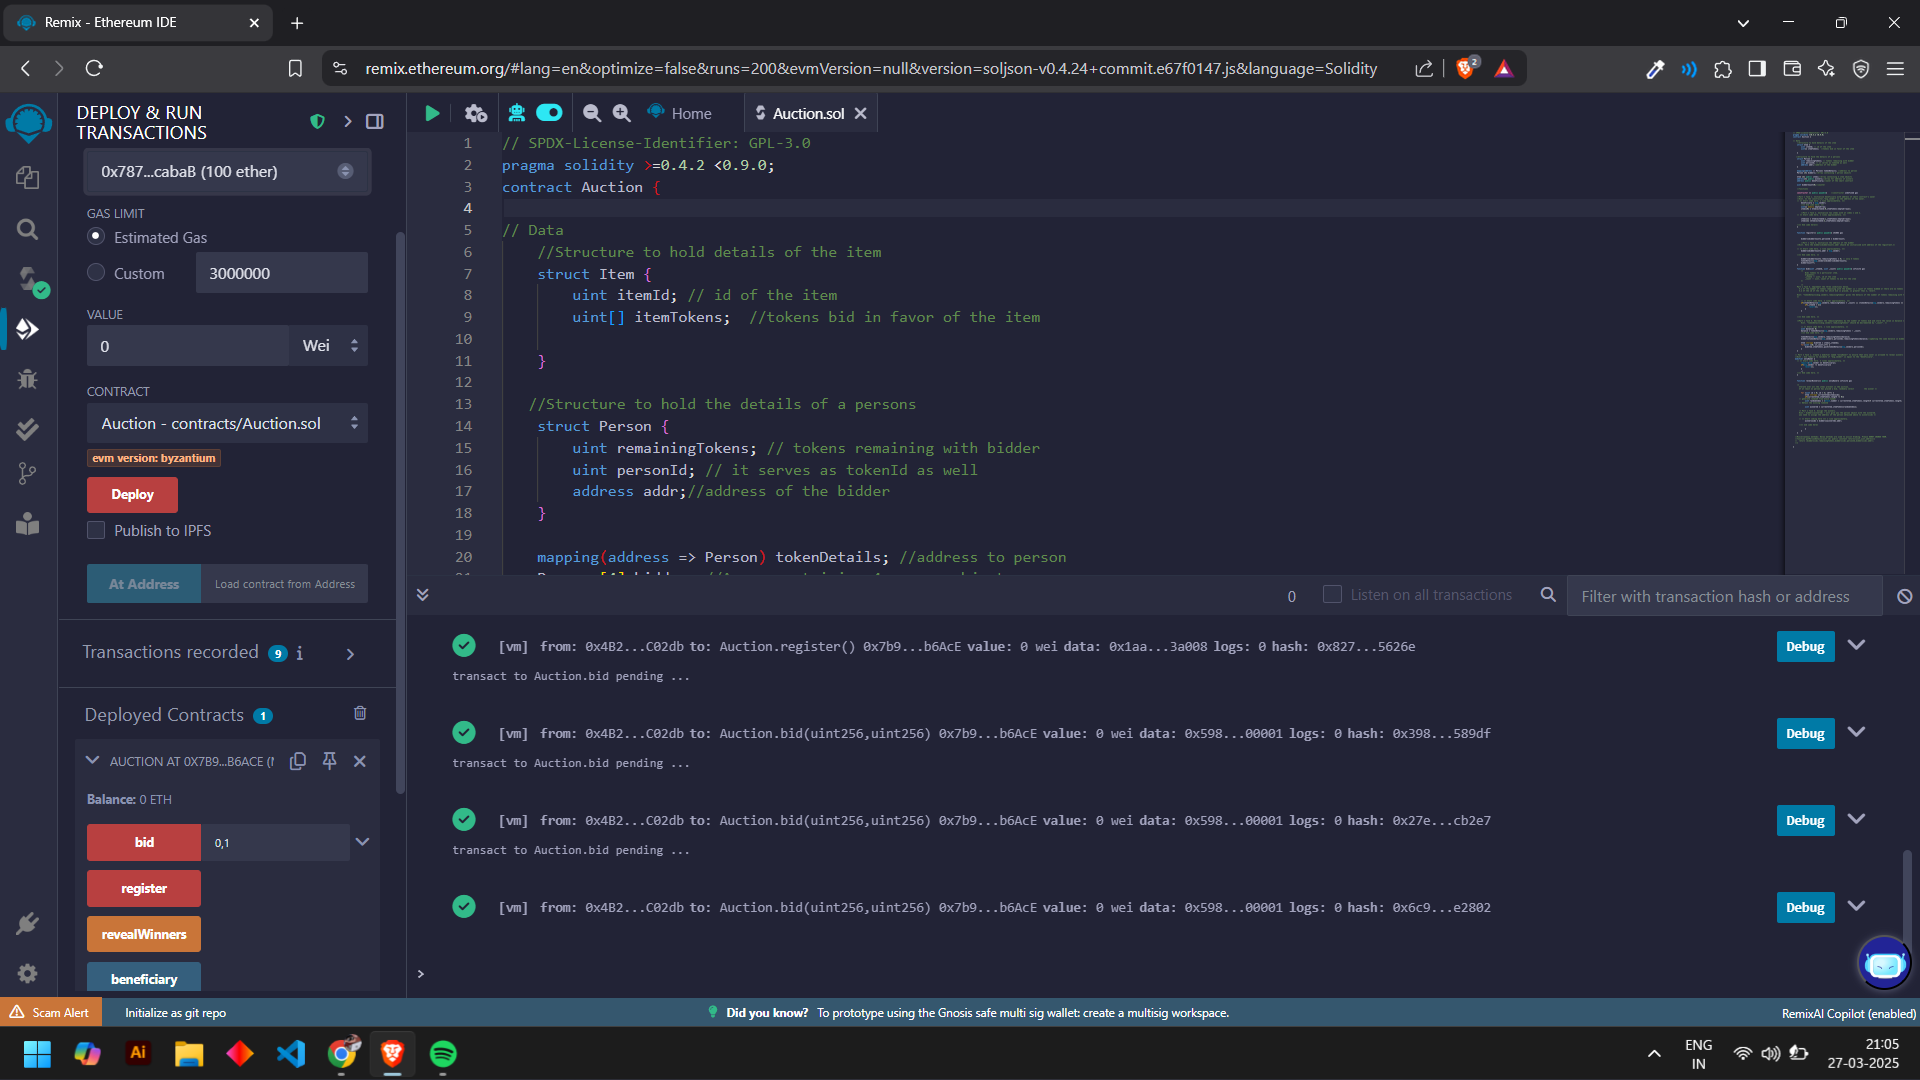 Remix - Ethereum IDE
remix.ethereum.org/#lang=en&optimize=false&runs=200&evmVersion=null&version=soljson-v0.4.24+commit.e67f0147.js&language=Solidity
2
DEPLOY & RUN
TRANSACTIONS
0x787...cabaB (100 ether)
GAS LIMIT
Estimated Gas
Custom
3000000
VALUE
0
Wei
CONTRACT
Auction - contracts/Auction.sol
evm version: byzantium
Deploy
Publish to IPFS
At Address
Load contract from Address
Transactions recorded 9 i
Deployed Contracts 1
AUCTION AT 0X7B9...B6ACE (
Balance: 0 ETH
bid
0,1
register
revealWinners
beneficiary
Home
Auction.sol
1 // SPDX-License-Identifier: GPL-3.0
2 pragma solidity >=0.4.2 <0.9.0;
3 contract Auction {
4
5 // Data
6 //Structure to hold details of the item
7 struct Item {
8 uint itemId; // id of the item
9 uint[] itemTokens; //tokens bid in favor of the item
10
11 }
12
13 //Structure to hold the details of a persons
14 struct Person {
15 uint remainingTokens; // tokens remaining with bidder
16 uint personId; // it serves as tokenId as well
17 address addr;//address of the bidder
18 }
19
20 mapping(address => Person) tokenDetails; //address to person
0
Listen on all transactions
Filter with transaction hash or address
[vm] from: 0x4B2...C02db to: Auction.register() 0x7b9...b6AcE value: 0 wei data: 0x1aa...3a008 logs: 0 hash: 0x827...5626e
Debug
transact to Auction.bid pending ...
[vm] from: 0x4B2...C02db to: Auction.bid(uint256,uint256) 0x7b9...b6AcE value: 0 wei data: 0x598...00001 logs: 0 hash: 0x398...589df
Debug
transact to Auction.bid pending ...
[vm] from: 0x4B2...C02db to: Auction.bid(uint256,uint256) 0x7b9...b6AcE value: 0 wei data: 0x598...00001 logs: 0 hash: 0x27e...cb2e7
Debug
transact to Auction.bid pending ...
[vm] from: 0x4B2...C02db to: Auction.bid(uint256,uint256) 0x7b9...b6AcE value: 0 wei data: 0x598...00001 logs: 0 hash: 0x6c9...e2802
Debug
>
Scam Alert
Initialize as git repo
Did you know? To prototype using the Gnosis safe multi sig wallet: create a multisig workspace.
RemixAI Copilot (enabled)
Ai
ENG
IN
21:05
27-03-2025